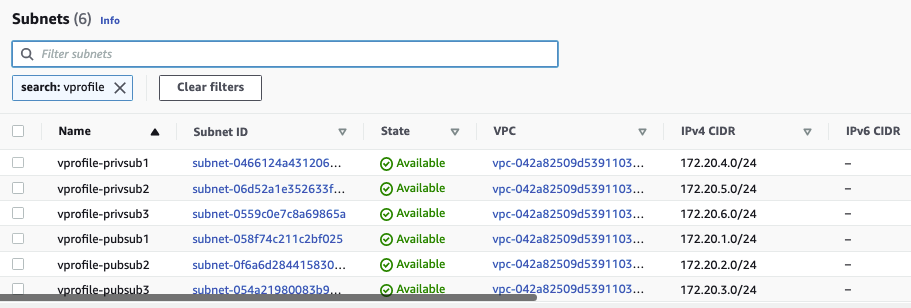 Subnets (6) Info
Filter subnets
search: vprofile Clear filters
Name Subnet ID State VPC IPv4 CIDR IPv6 CIDR
vprofile-privsub1 subnet-0466124a431206... Available vpc-042a82509d5391103... 172.20.4.0/24 –
vprofile-privsub2 subnet-06d52a1e352633f... Available vpc-042a82509d5391103... 172.20.5.0/24 –
vprofile-privsub3 subnet-0559c0e7c8a69865a Available vpc-042a82509d5391103... 172.20.6.0/24 –
vprofile-pubsub1 subnet-058f74c211c2bf025 Available vpc-042a82509d5391103... 172.20.1.0/24 –
vprofile-pubsub2 subnet-0f6a6d284415830... Available vpc-042a82509d5391103... 172.20.2.0/24 –
vprofile-pubsub3 subnet-054a21980083b9... Available vpc-042a82509d5391103... 172.20.3.0/24 –